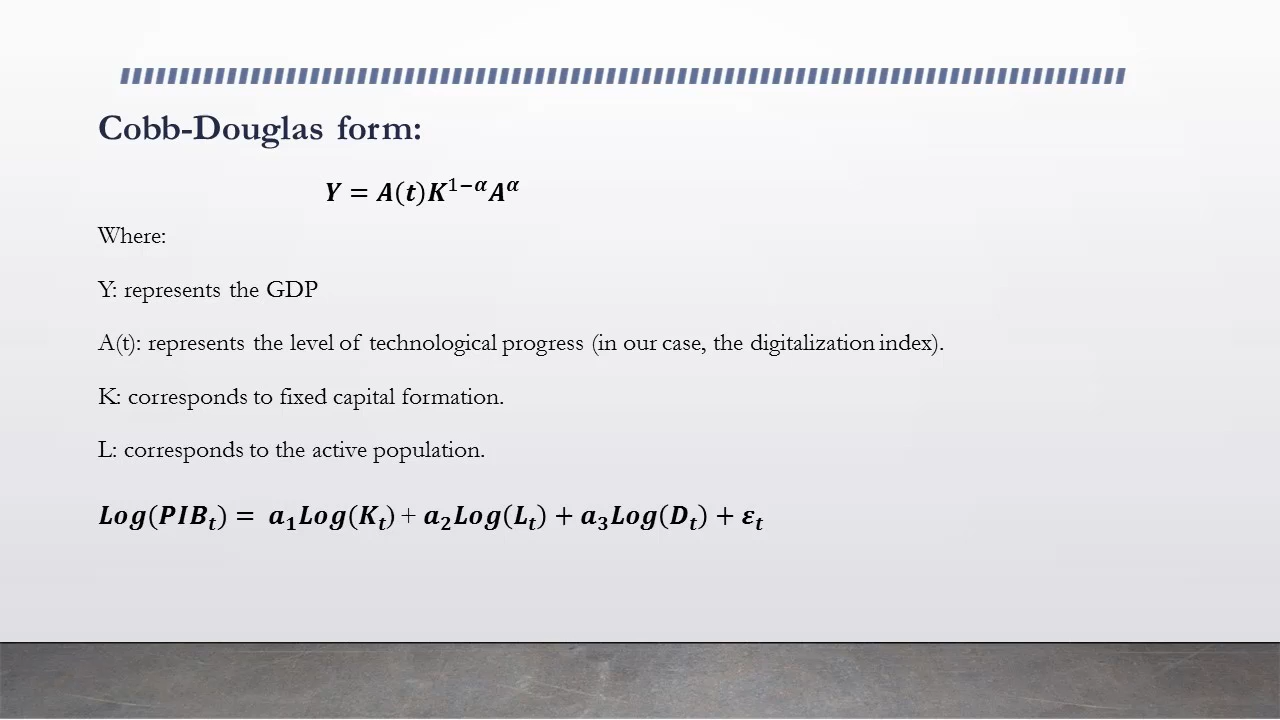 Cobb-Douglas form:
Y = A(t)K^{1−α}A^{α}
Where:
Y: represents the GDP
A(t): represents the level of technological progress (in our case, the digitalization index).
K: corresponds to fixed capital formation.
L: corresponds to the active population.
Log(PIB_t) = a_1Log(K_t) + a_2Log(L_t) + a_3Log(D_t) + ε_t